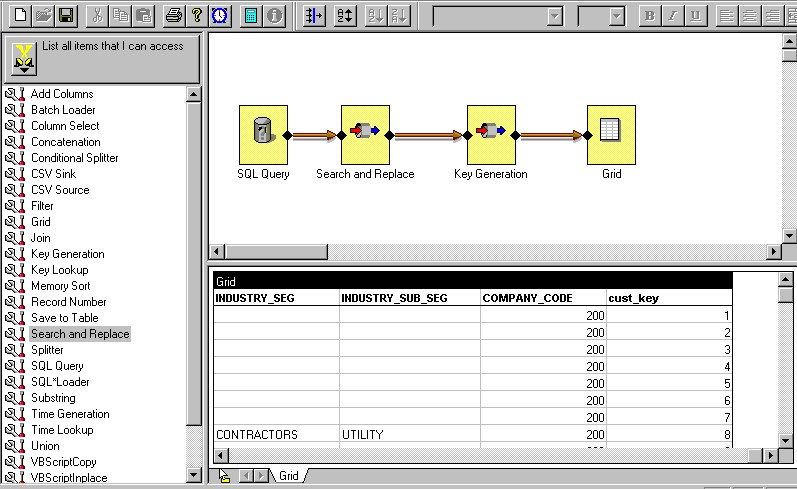 B I U
List all items that I can access
Add Columns
Batch Loader
Column Select
Concatenation
Conditional Splitter
CSV Sink
CSV Source
Filter
Grid
Join
Key Generation
Key Lookup
Memory Sort
Record Number
Save to Table
Search and Replace
Splitter
SQL Query
SQL*Loader
Substring
Time Generation
Time Lookup
Union
VBScriptCopy
VBScriptInplace
SQL Query Search and Replace Key Generation Grid
Grid
INDUSTRY_SEG INDUSTRY_SUB_SEG COMPANY_CODE cust_key
200 1
200 2
200 3
200 4
200 5
200 6
200 7
CONTRACTORS UTILITY 200 8
Grid